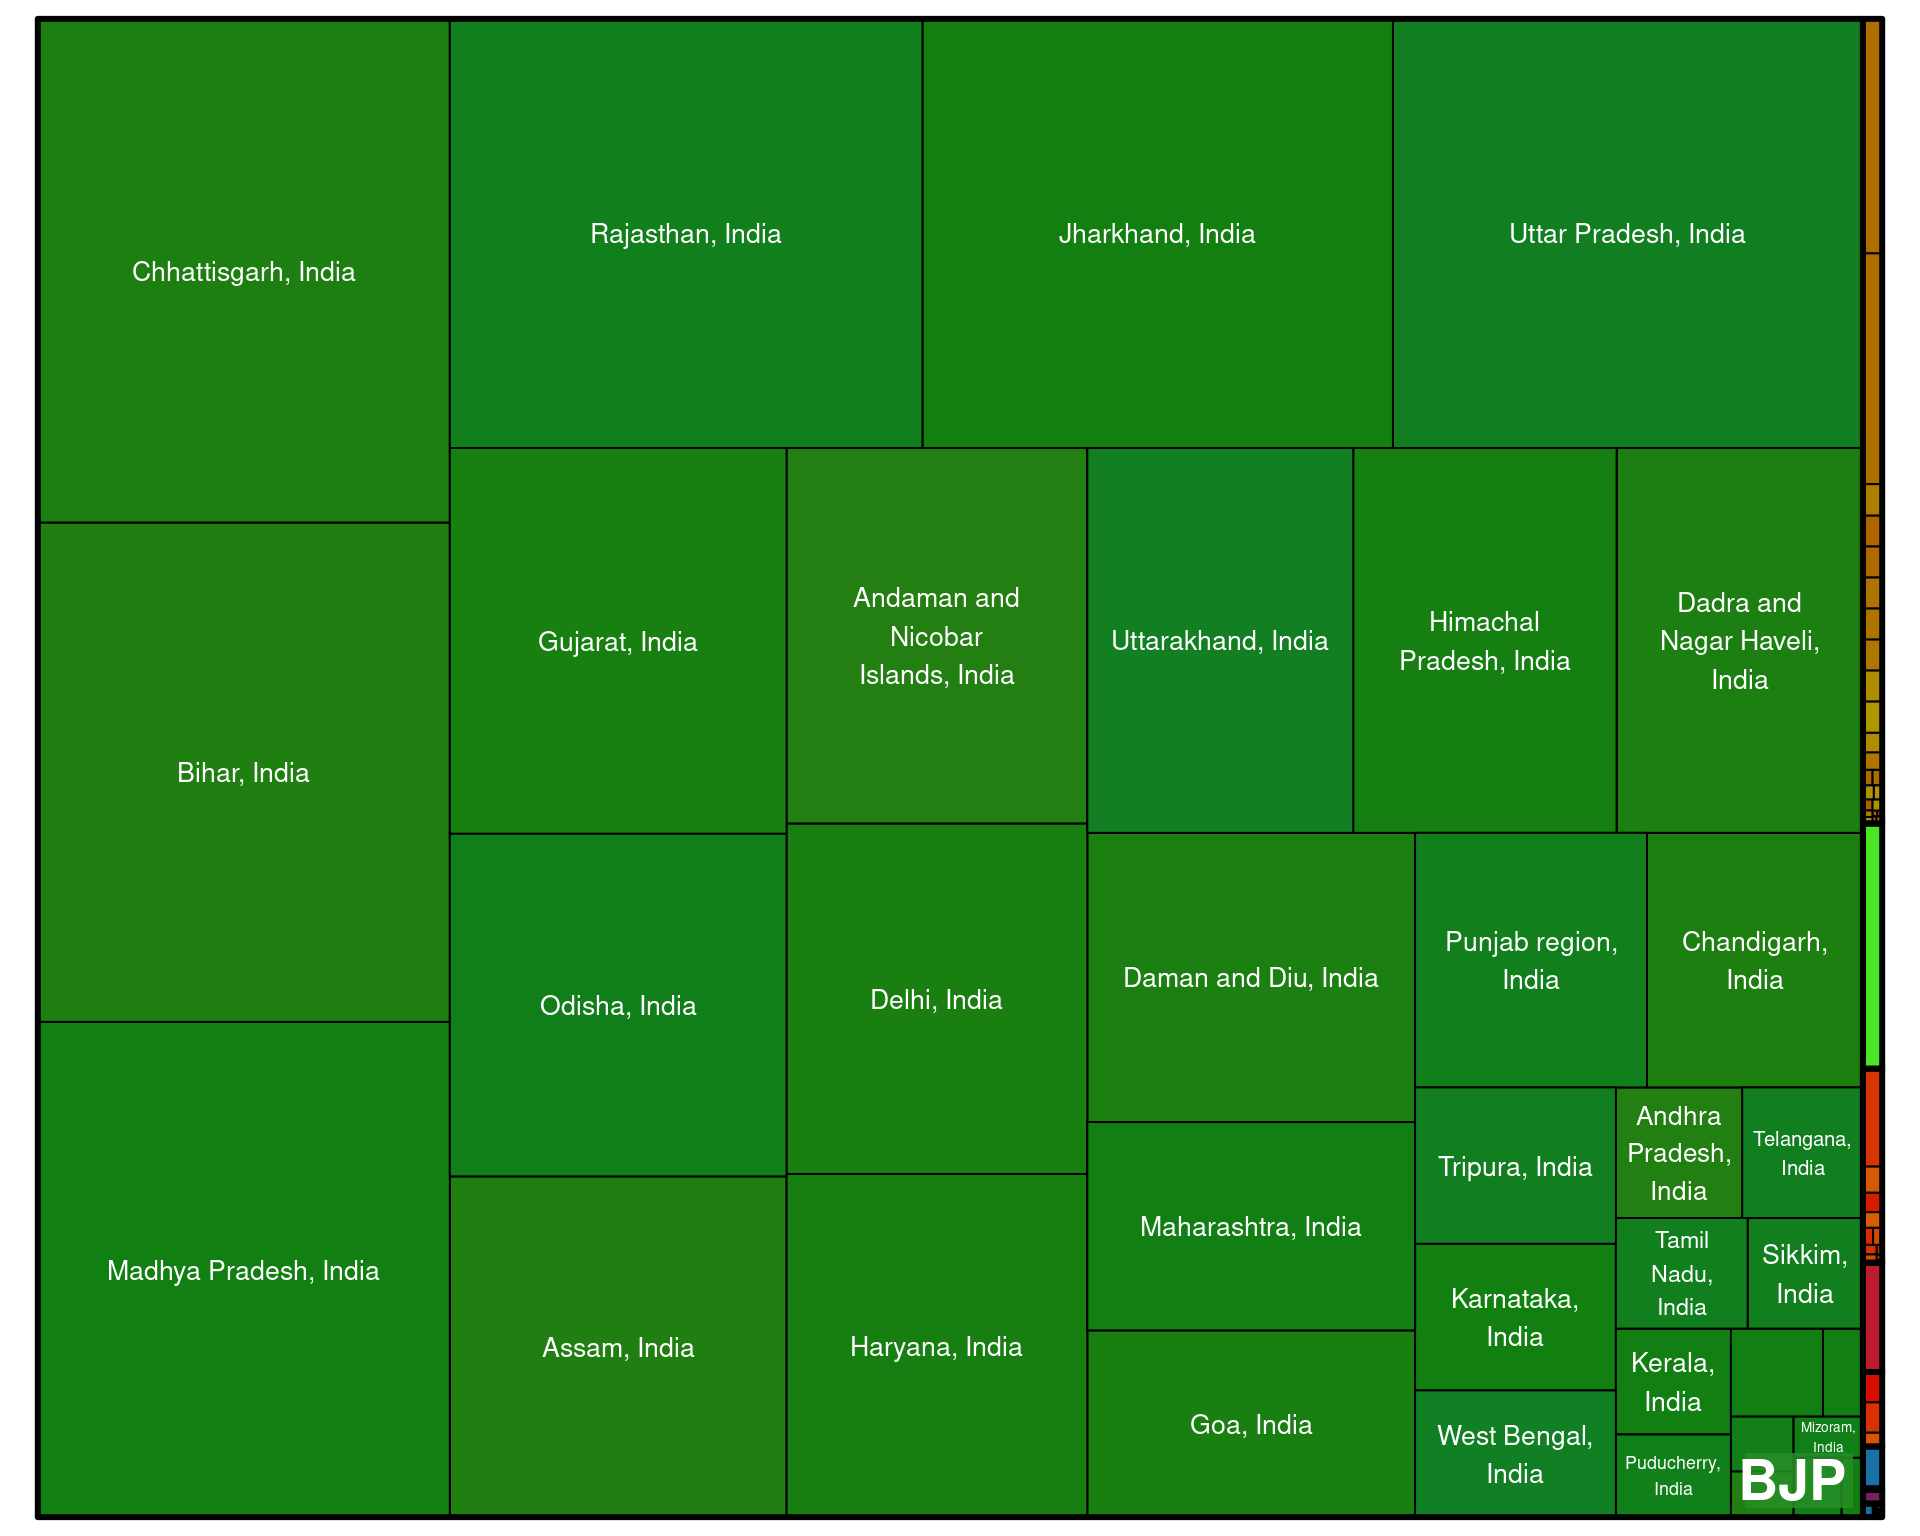 Chhattisgarh, India
Rajasthan, India
Jharkhand, India
Uttar Pradesh, India
Bihar, India
Gujarat, India
Andaman and
Nicobar
Islands, India
Uttarakhand, India
Himachal
Pradesh, India
Dadra and
Nagar Haveli,
India
Madhya Pradesh, India
Odisha, India
Delhi, India
Daman and Diu, India
Punjab region,
India
Chandigarh,
India
Assam, India
Haryana, India
Maharashtra, India
Goa, India
Tripura, India
Andhra
Pradesh,
India
Telangana,
India
Karnataka,
India
Tamil
Nadu,
India
Sikkim,
India
West Bengal,
India
Kerala,
India
Puducherry,
India
Mizoram,
India
BJP